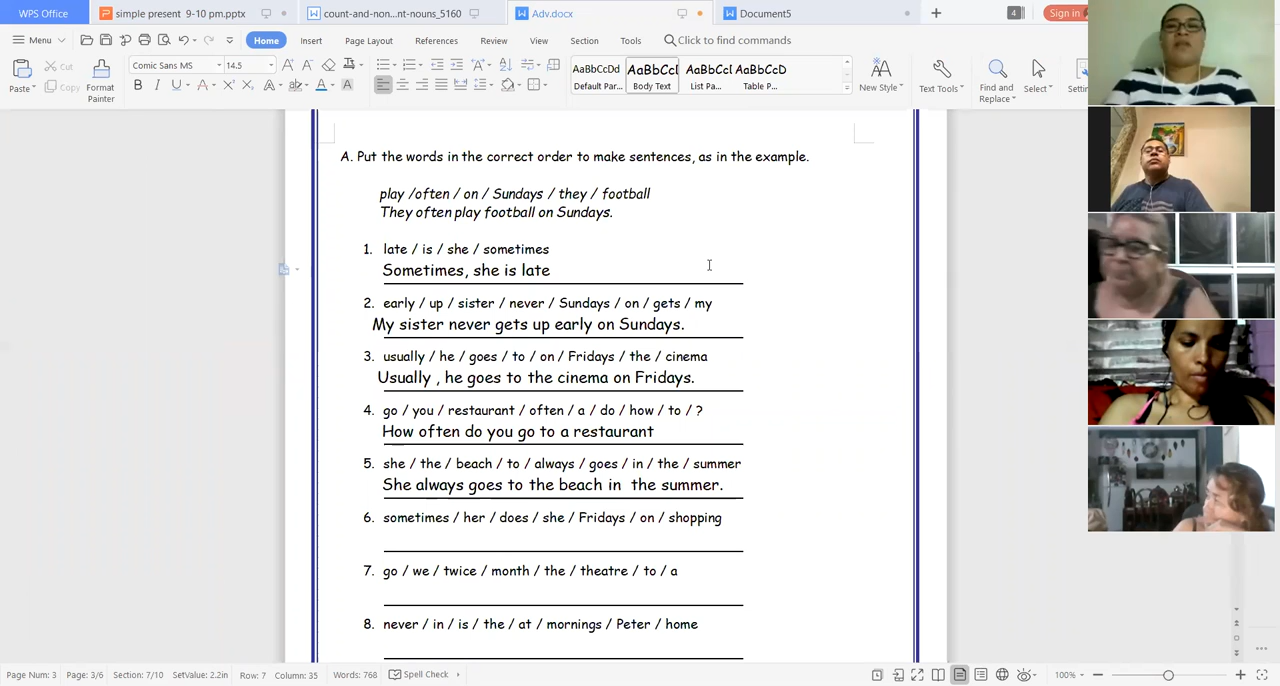 WPS Office
simple present 9-10 pm.pptx
count-and-non...nt-nouns_5160
Adv.docx
Document5
4
Sign in
Menu
Home
Insert
Page Layout
References
Review
View
Section
Tools
Click to find commands
Paste
Cut
Copy
Format Painter
Comic Sans MS
14.5
AaBbCcDd
Default Par...
AaBbCcI
Body Text
AaBbCcI
List Pa...
AaBbCcD
Table P...
New Style
Text Tools
Find and Replace
Select
A. Put the words in the correct order to make sentences, as in the example.
play /often / on / Sundays / they / football
They often play football on Sundays.
1. late / is / she / sometimes
Sometimes, she is late
2. early / up / sister / never / Sundays / on / gets / my
My sister never gets up early on Sundays.
3. usually / he / goes / to / on / Fridays / the / cinema
Usually , he goes to the cinema on Fridays.
4. go / you / restaurant / often / a / do / how / to / ?
How often do you go to a restaurant
5. she / the / beach / to / always / goes / in / the / summer
She always goes to the beach in  the summer.
6. sometimes / her / does / she / Fridays / on / shopping
7. go / we / twice / month / the / theatre / to / a
8. never / in / is / the / at / mornings / Peter / home
Page Num: 3
Page: 3/6
Section: 7/10
SetValue: 2.2in
Row: 7
Column: 35
Words: 768
Spell Check
100%